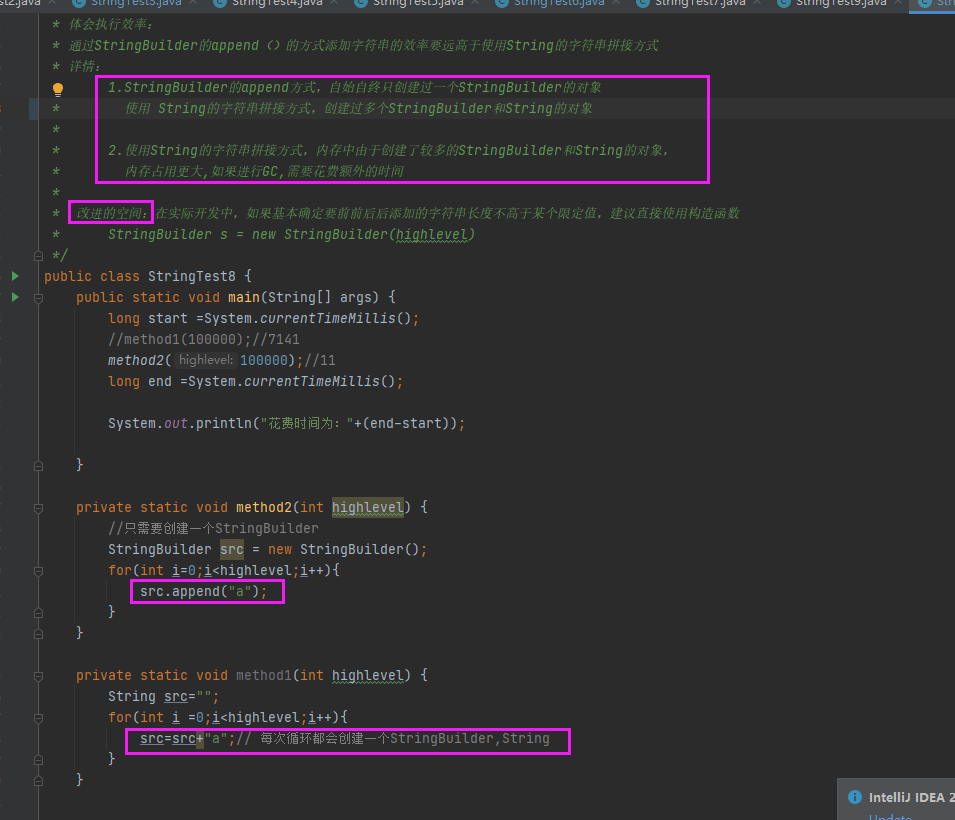 st2.java StringTest3.java StringTest4.java StringTest5.java StringTest6.java StringTest7.java StringTest9.java Str
* 体会执行效率：
* 通过StringBuilder的append（）的方式添加字符串的效率要远高于使用String的字符串拼接方式
* 详情：
1.StringBuilder的append方式，自始自终只创建过一个StringBuilder的对象
* 使用 String的字符串拼接方式，创建过多个StringBuilder和String的对象
*
* 2.使用String的字符串拼接方式，内存中由于创建了较多的StringBuilder和String的对象，
* 内存占用更大,如果进行GC,需要花费额外的时间
*
* 改进的空间：在实际开发中，如果基本确定要前前后后添加的字符串长度不高于某个限定值，建议直接使用构造函数
* StringBuilder s = new StringBuilder(highlevel)
*/
public class StringTest8 {
public static void main(String[] args) {
long start =System.currentTimeMillis();
//method1(100000);//7141
method2( highlevel: 100000);//11
long end =System.currentTimeMillis();
System.out.println("花费时间为："+(end-start));
}
private static void method2(int highlevel) {
//只需要创建一个StringBuilder
StringBuilder src = new StringBuilder();
for(int i=0;i<highlevel;i++){
src.append("a");
}
}
private static void method1(int highlevel) {
String src="";
for(int i =0;i<highlevel;i++){
src=src+"a";// 每次循环都会创建一个StringBuilder,String
}
}
IntelliJ IDEA 2
Update